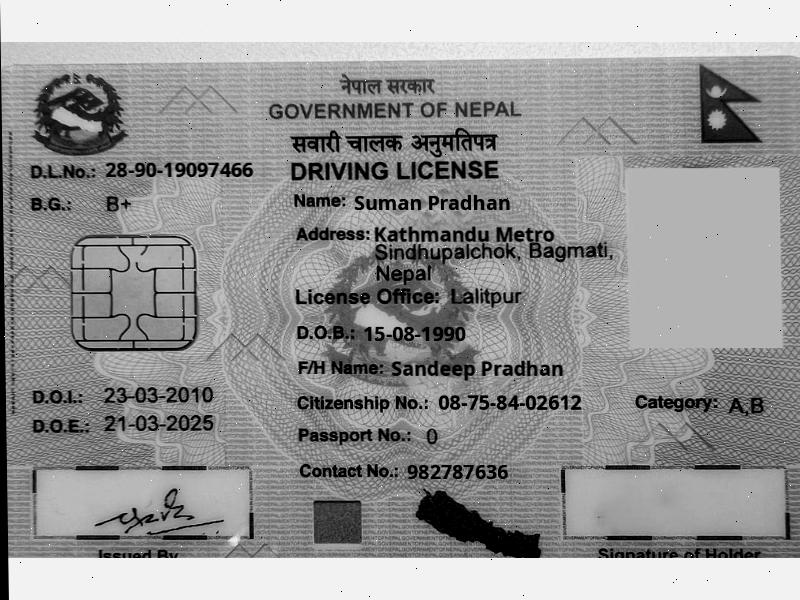 नेपाल सरकार
GOVERNMENT OF NEPAL
सवारी चालक अनुमतिपत्र
DRIVING LICENSE
D.L.No.: 28-90-19097466
B.G.: B+
Name: Suman Pradhan
Address: Kathmandu Metro
Sindhupalchok, Bagmati,
Nepal
License Office: Lalitpur
D.O.B.: 15-08-1990
F/H Name: Sandeep Pradhan
D.O.I.: 23-03-2010
Citizenship No.: 08-75-84-02612
Category: A,B
D.O.E.: 21-03-2025
Passport No.: 0
Contact No.: 982787636
Issued By
Signature of Holder